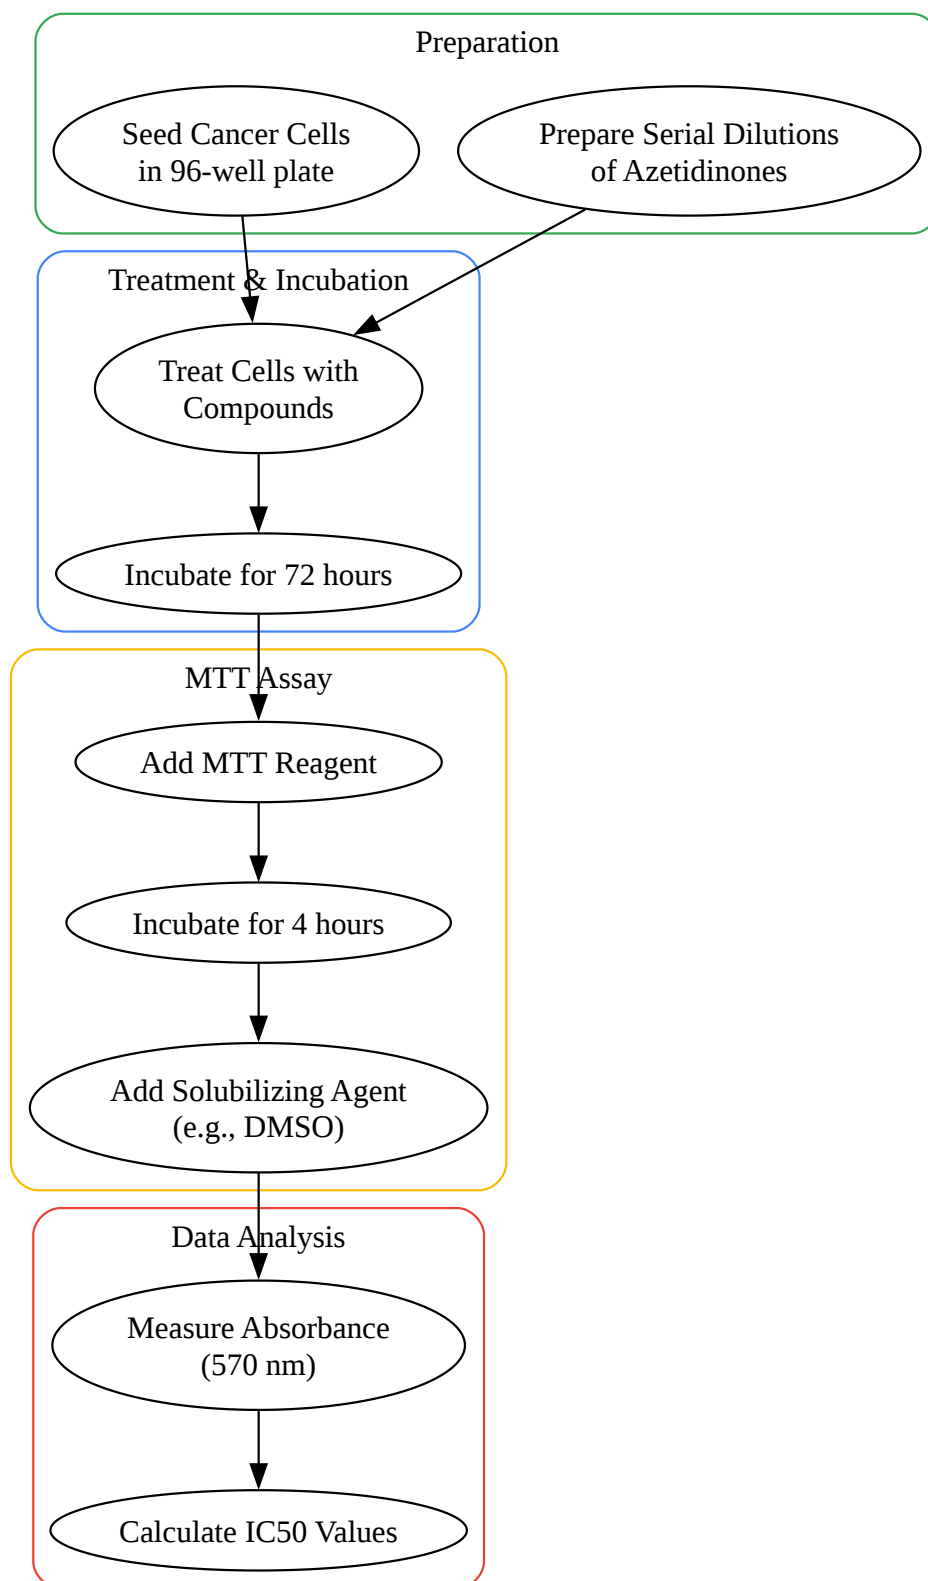 Preparation
Seed Cancer Cells
in 96-well plate
Prepare Serial Dilutions
of Azetidinones
Treatment & Incubation
Treat Cells with
Compounds
Incubate for 72 hours
MTT Assay
Add MTT Reagent
Incubate for 4 hours
Add Solubilizing Agent
(e.g., DMSO)
Data Analysis
Measure Absorbance
(570 nm)
Calculate IC50 Values